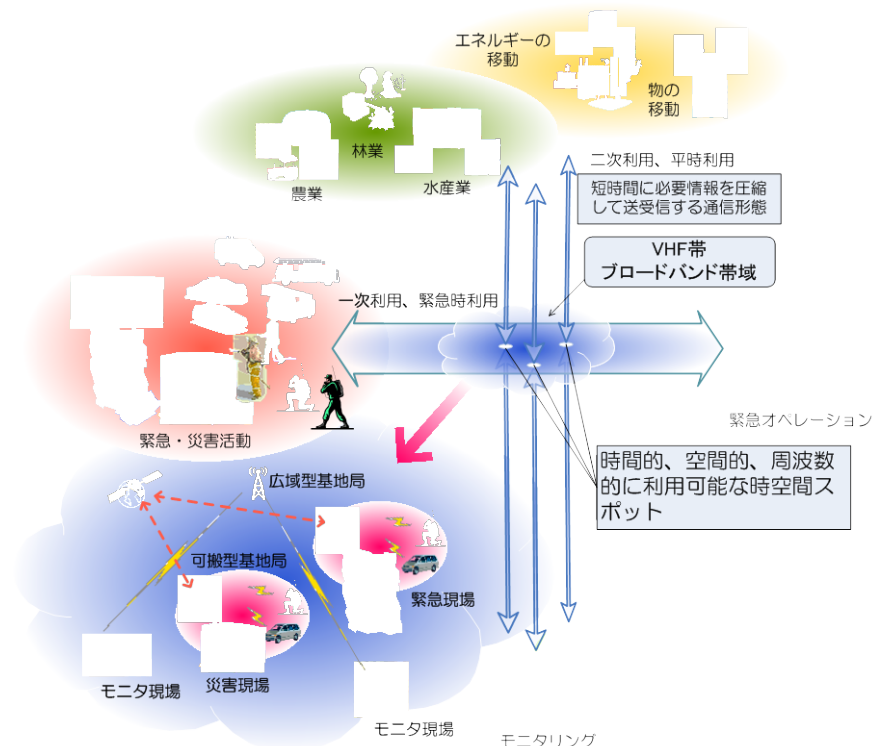 エネルギーの
移動
物の
移動
林業
農業
水産業
二次利用、平時利用
短時間に必要情報を圧縮
して送受信する通信形態
VHF帯
ブロードバンド帯域
一次利用、緊急時利用
緊急オペレーション
緊急・災害活動
時間的、空間的、周波数
的に利用可能な時空間ス
ポット
広域型基地局
可搬型基地局
緊急現場
モニタ現場
災害現場
モニタ現場
モニタリング